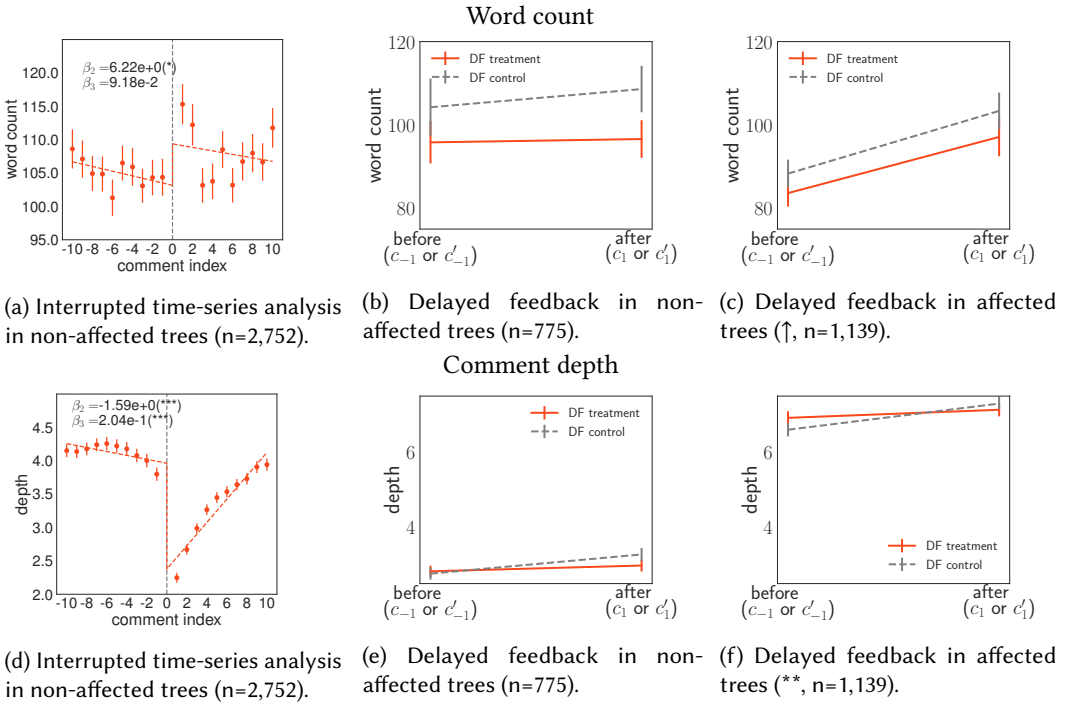 Word count
120.0
115.0
110.0
105.0
100.0
95.0
word count
β₂ =6.22e+0(*)
β₃ =9.18e-2
-10 -8 -6 -4 -2 0 2 4 6 8 10
comment index
120
100
80
word count
DF treatment
DF control
before
(c₋₁ or c′₋₁)
after
(c₁ or c′₁)
120
100
80
word count
DF treatment
DF control
before
(c₋₁ or c′₋₁)
after
(c₁ or c′₁)
(a) Interrupted time-series analysis
in non-affected trees (n=2,752).
(b) Delayed feedback in non-
affected trees (n=775).
(c) Delayed feedback in affected
trees (↑, n=1,139).
Comment depth
4.5
4.0
3.5
3.0
2.5
2.0
depth
β₂ =-1.59e+0(***)
β₃ =2.04e-1(***)
-10 -8 -6 -4 -2 0 2 4 6 8 10
comment index
6
4
depth
DF treatment
DF control
before
(c₋₁ or c′₋₁)
after
(c₁ or c′₁)
6
4
depth
DF treatment
DF control
before
(c₋₁ or c′₋₁)
after
(c₁ or c′₁)
(d) Interrupted time-series analysis
in non-affected trees (n=2,752).
(e) Delayed feedback in non-
affected trees (n=775).
(f) Delayed feedback in affected
trees (**, n=1,139).